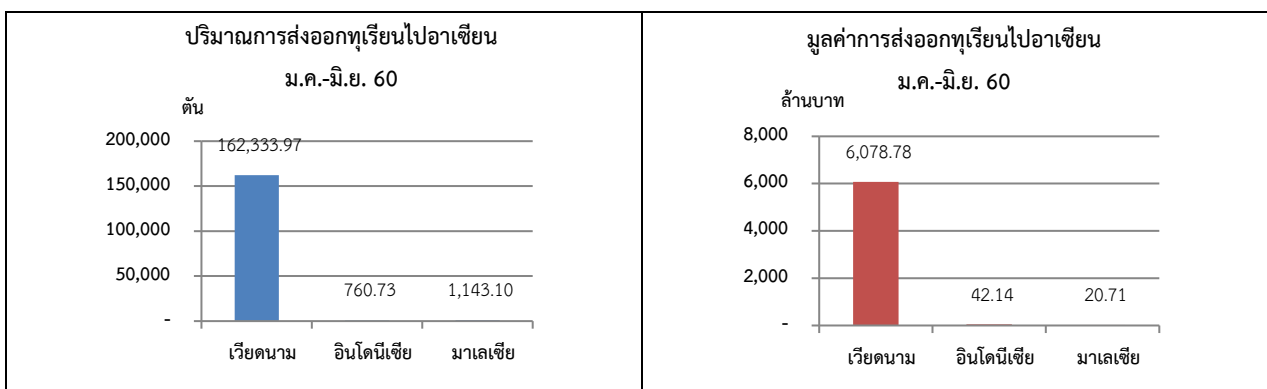 ปริมาณการส่งออกทุเรียนไปอาเซียน
ม.ค.-มิ.ย. 60
ตัน
200,000
162,333.97
150,000
100,000
50,000
760.73
1,143.10
-
เวียดนาม อินโดนีเซีย มาเลเซีย
มูลค่าการส่งออกทุเรียนไปอาเซียน
ม.ค.-มิ.ย. 60
ล้านบาท
8,000
6,078.78
6,000
4,000
2,000
42.14
20.71
-
เวียดนาม อินโดนีเซีย มาเลเซีย